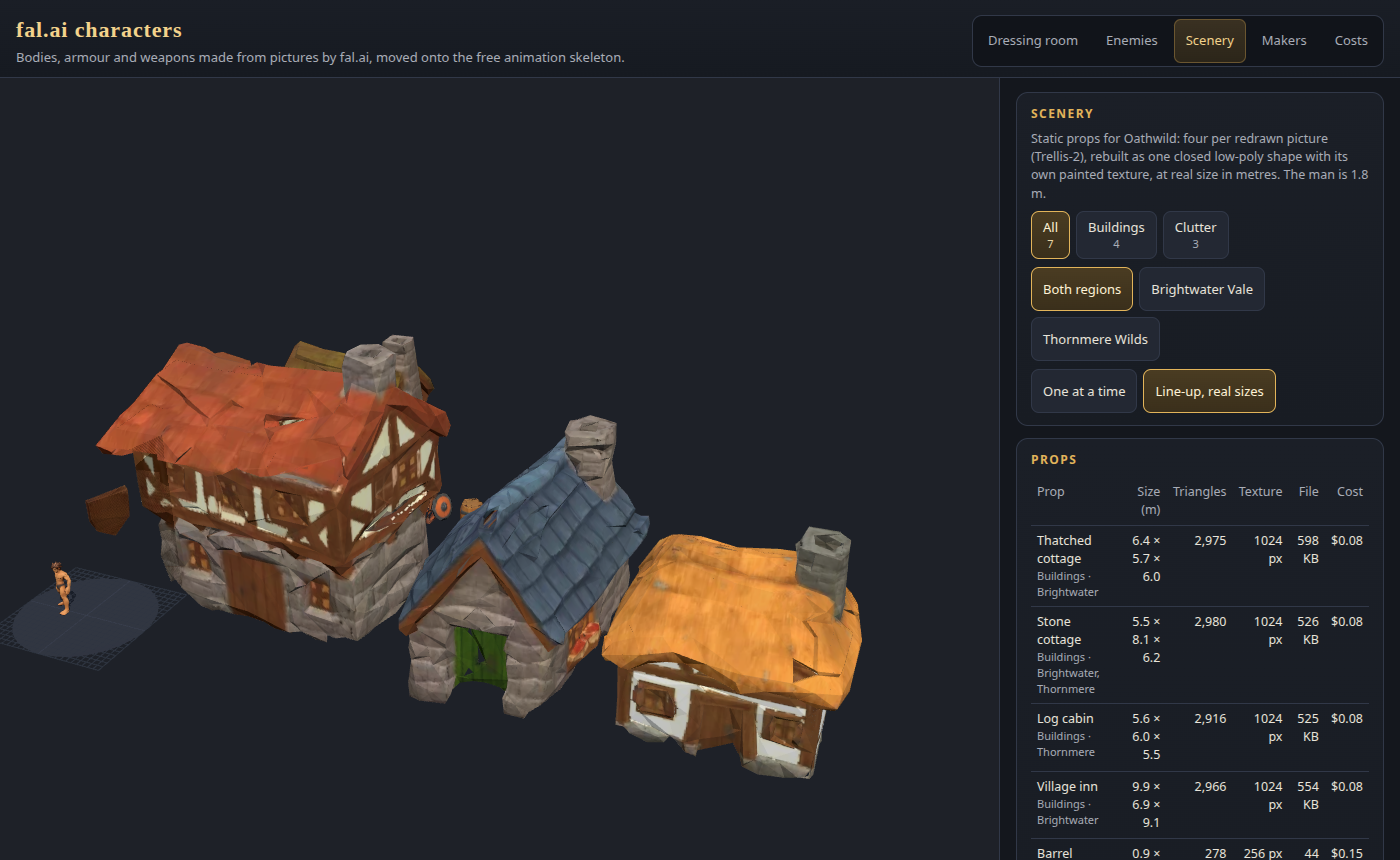 fal.ai characters
Bodies, armour and weapons made from pictures by fal.ai, moved onto the free animation skeleton.
Dressing room Enemies Scenery Makers Costs
SCENERY
Static props for Oathwild: four per redrawn picture
(Trellis-2), rebuilt as one closed low-poly shape with its
own painted texture, at real size in metres. The man is 1.8
m.
All Buildings Clutter
7 4 3
Both regions Brightwater Vale
Thornmere Wilds
One at a time Line-up, real sizes
PROPS
Prop Size Triangles Texture File Cost
(m)
Thatched 6.4 × 2,975 1024 598 $0.08
cottage 5.7 × px KB
Buildings · 6.0
Brightwater
Stone 5.5 × 2,980 1024 526 $0.08
cottage 8.1 × px KB
Buildings · 6.2
Brightwater,
Thornmere
Log cabin 5.6 × 2,916 1024 525 $0.08
Buildings · 6.0 × px KB
Thornmere 5.5
Village inn 9.9 × 2,966 1024 554 $0.08
Buildings · 6.9 × px KB
Brightwater 9.1
Barrel 0.9 × 278 256 px 44 $0.15